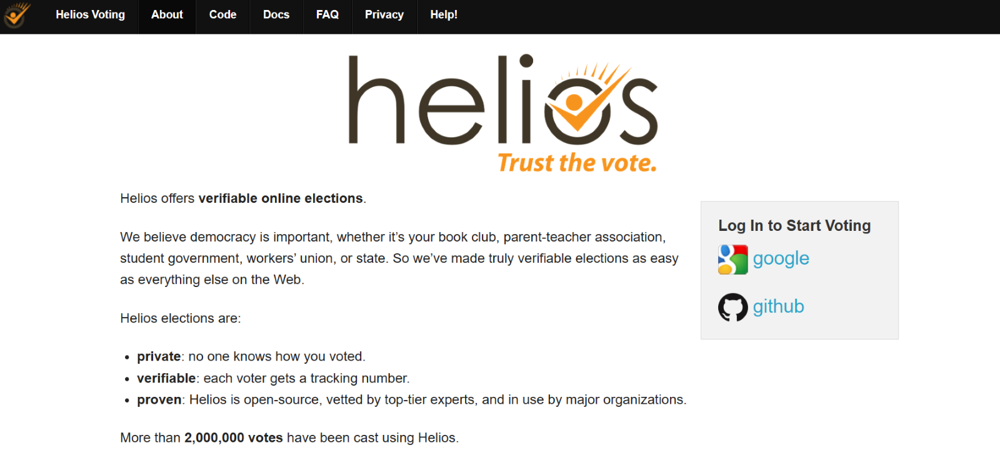 Helios Voting About Code Docs FAQ Privacy Help!
helios
Trust the vote.
Helios offers verifiable online elections.
We believe democracy is important, whether it’s your book club, parent-teacher association,
student government, workers’ union, or state. So we’ve made truly verifiable elections as easy
as everything else on the Web.
Helios elections are:
• private: no one knows how you voted.
• verifiable: each voter gets a tracking number.
• proven: Helios is open-source, vetted by top-tier experts, and in use by major organizations.
More than 2,000,000 votes have been cast using Helios.
Log In to Start Voting
google
github